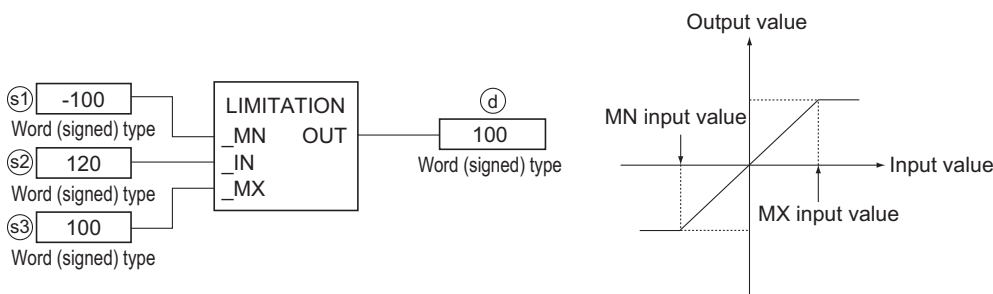 s1 -100
Word (signed) type
s2 120
Word (signed) type
s3 100
Word (signed) type
LIMITATION
_MN OUT
_IN
_MX
d
100
Word (signed) type
Output value
MN input value
Input value
MX input value